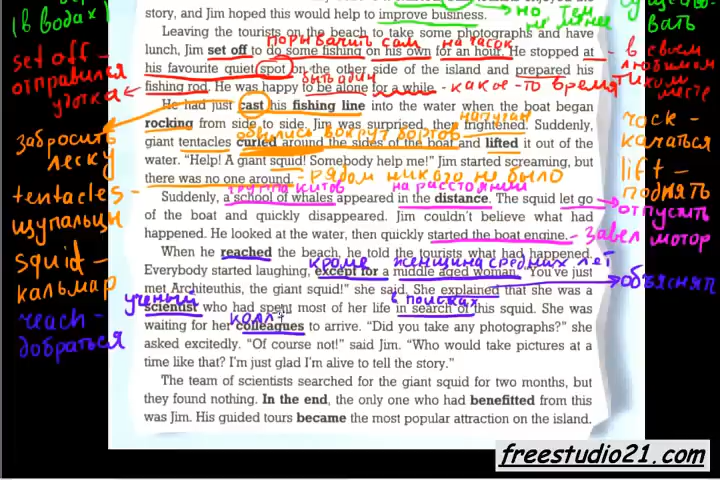 (в водах)
но тем
не менее
вать
story, and Jim hoped this would help to improve business.
Leaving the tourists on the beach to take some photographs and have
порыбачить сам на часок
lunch, Jim set off to do some fishing on his own for an hour. He stopped at
his favourite quiet spot on the other side of the island and prepared his
быть один
fishing rod. He was happy to be alone for a while. - какое-то время
set off -
отправился
удочка
в своем
любимом
тихом
месте
He had just cast his fishing line into the water when the boat began
rocking from side to side. Jim was surprised, then frightened. Suddenly,
напуган
обвились вокруг бортов
giant tentacles curled around the sides of the boat and lifted it out of the
water. “Help! A giant squid! Somebody help me!” Jim started screaming, but
there was no one around. - рядом никого не было
забросить
леску
rock -
качаться
lift -
поднять
группа китов на расстоянии
Suddenly, a school of whales appeared in the distance. The squid let go
отпустить
of the boat and quickly disappeared. Jim couldn’t believe what had
happened. He looked at the water, then quickly started the boat engine. - завел мотор
tentacles -
щупальцы
squid -
кальмар
reach -
добраться
When he reached the beach, he told the tourists what had happened.
кроме женщина средних лет
Everybody started laughing, except for a middle aged woman. “You’ve just
met Architeuthis, the giant squid!” she said. She explained that she was a
ученый
в поисках
scientist who had spent most of her life in search of this squid. She was
колл
waiting for her colleagues to arrive. “Did you take any photographs?” she
asked excitedly. “Of course not!” said Jim. “Who would take pictures at a
time like that? I’m just glad I’m alive to tell the story.”
The team of scientists searched for the giant squid for two months, but
they found nothing. In the end, the only one who had benefitted from this
was Jim. His guided tours became the most popular attraction on the island.
freestudio21.com